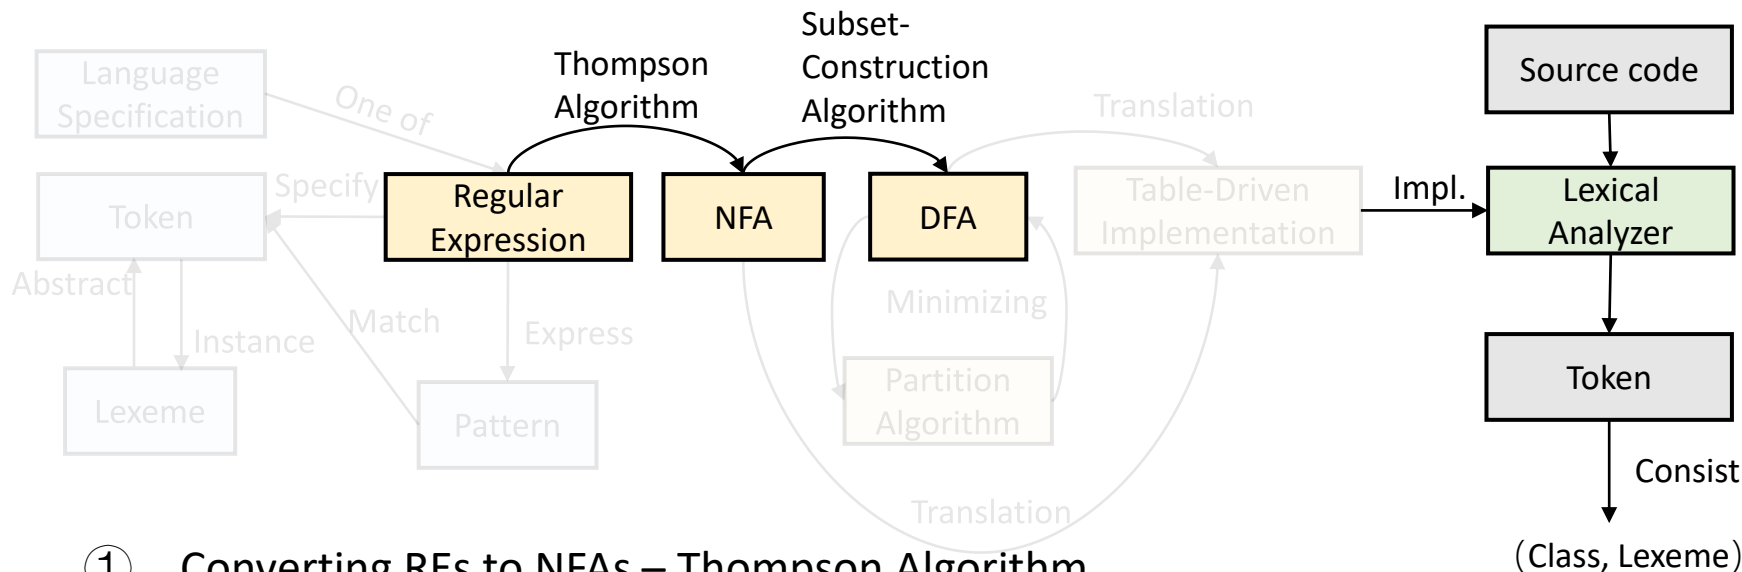 Subset-
Construction
Algorithm
Thompson
Algorithm
Language
Specification
One of
Translation
Source code
Specify
Token
Regular
Expression
NFA
DFA
Table-Driven
Implementation
Impl.
Lexical
Analyzer
Abstract
Instance
Match
Express
Minimizing
Lexeme
Pattern
Partition
Algorithm
Token
Translation
Consist
(Class, Lexeme)
① Converting REs to NFAs – Thompson Algorithm